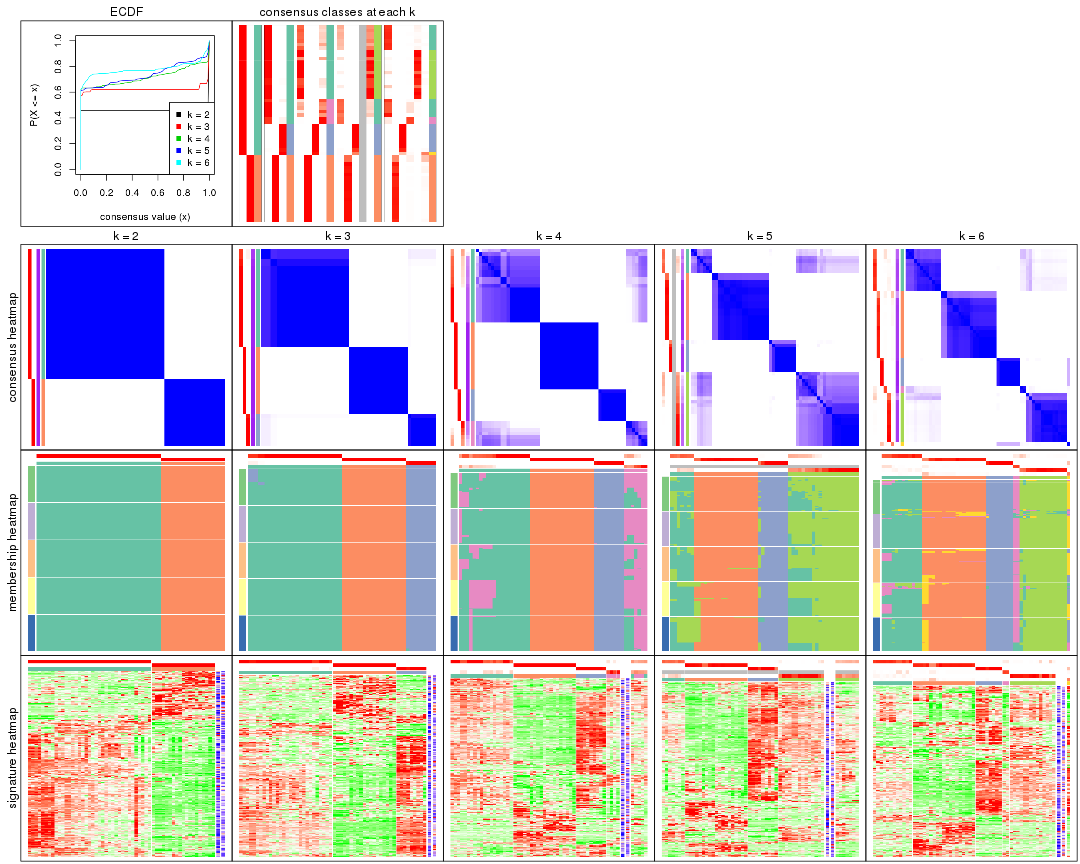 ECDF
consensus classes at each k
P(X <= x)
0.0
0.2
0.4
0.6
0.8
1.0
k = 2
k = 3
k = 4
k = 5
k = 6
0.0 0.2 0.4 0.6 0.8 1.0
consensus value (x)
k = 2
k = 3
k = 4
k = 5
k = 6
consensus heatmap
membership heatmap
signature heatmap